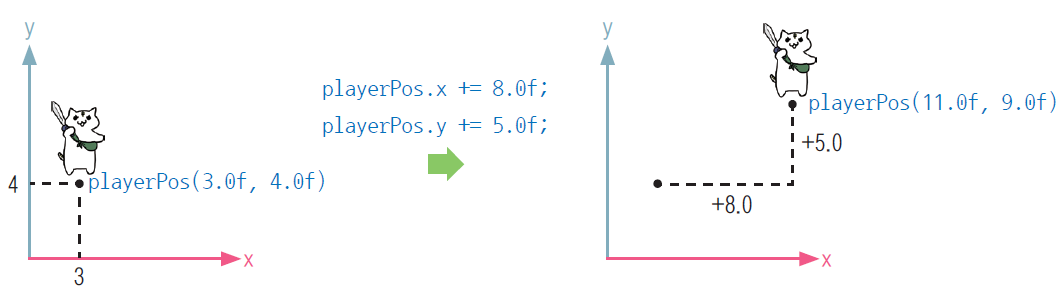 y
4
playerPos(3.0f, 4.0f)
3
x
playerPos.x += 8.0f;
playerPos.y += 5.0f;
y
playerPos(11.0f, 9.0f)
+5.0
+8.0
x